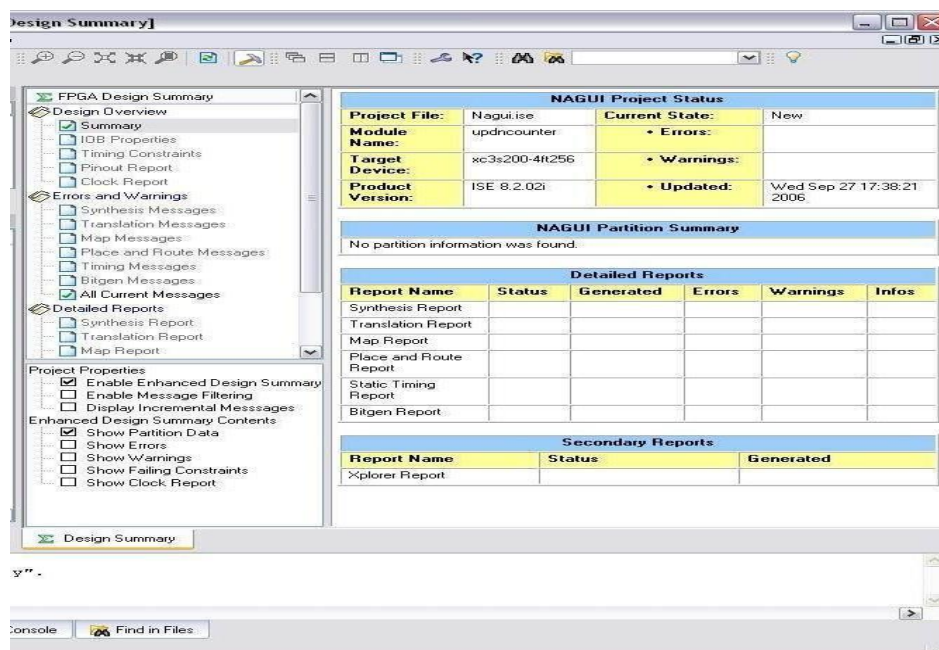 Design Summary]
FPGA Design Summary
Design Overview
Summary
IOB Properties
Timing Constraints
Pinout Report
Clock Report
Errors and Warnings
Synthesis Messages
Translation Messages
Map Messages
Place and Route Messages
Timing Messages
Bitgen Messages
All Current Messages
Detailed Reports
Synthesis Report
Translation Report
Map Report
Project Properties
Enable Enhanced Design Summary
Enable Message Filtering
Display Incremental Messsages
Enhanced Design Summary Contents
Show Partition Data
Show Errors
Show Warnings
Show Failing Constraints
Show Clock Report
NAGUI Project Status
Project File: Nagui.ise Current State: New
Module Name: updncounter • Errors:
Target Device: xc3s200-4ft256 • Warnings:
Product Version: ISE 8.2.02i • Updated: Wed Sep 27 17:38:21 2006
NAGUI Partition Summary
No partition information was found.
Detailed Reports
Report Name Status Generated Errors Warnings Infos
Synthesis Report
Translation Report
Map Report
Place and Route Report
Static Timing Report
Bitgen Report
Secondary Reports
Report Name Status Generated
Xplorer Report
Design Summary
y".
Console Find in Files